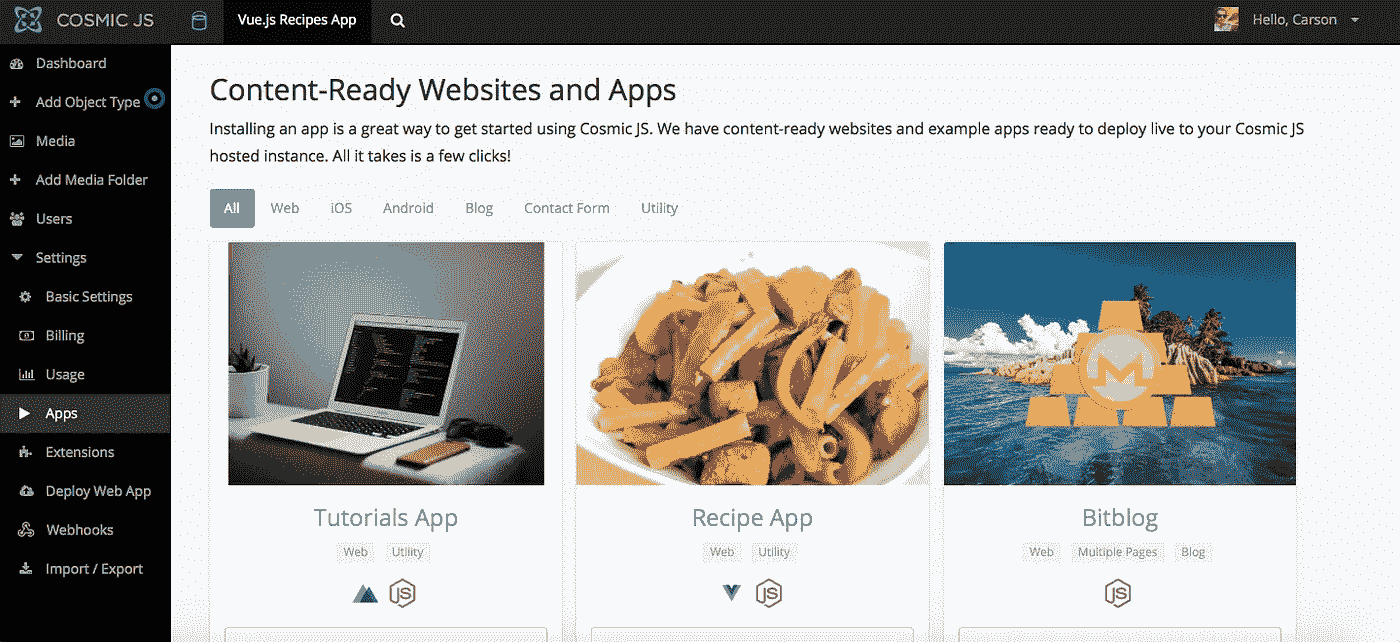 COSMIC JS
Vue.js Recipes App
Hello, Carson
Dashboard
Add Object Type
Media
Add Media Folder
Users
Settings
Basic Settings
Billing
Usage
Apps
Extensions
Deploy Web App
Webhooks
Import / Export
Content-Ready Websites and Apps
Installing an app is a great way to get started using Cosmic JS. We have content-ready websites and example apps ready to deploy live to your Cosmic JS
hosted instance. All it takes is a few clicks!
All Web iOS Android Blog Contact Form Utility
Tutorials App
Web Utility
JS
Recipe App
Web Utility
JS
M
Bitblog
Web Multiple Pages Blog
JS